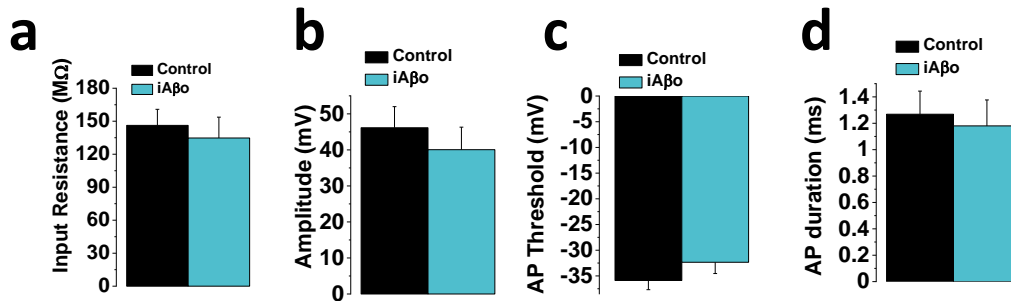 a
Control
iAβo
Input Resistance (MΩ)
180
150
120
90
60
30
0
b
Control
iAβo
Amplitude (mV)
50
40
30
20
10
0
c
Control
iAβo
AP Threshold (mV)
0
-5
-10
-15
-20
-25
-30
-35
d
Control
iAβo
AP duration (ms)
1.4
1.2
1
0.8
0.6
0.4
0.2
0